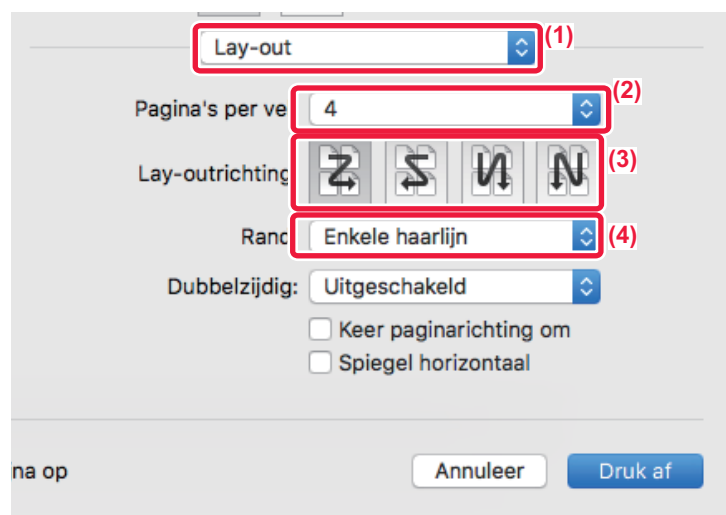 Lay-out (1)
Pagina's per ve 4 (2)
Lay-outrichting (3)
Rand Enkele haarlijn (4)
Dubbelzijdig: Uitgeschakeld
Keer paginarichting om
Spiegel horizontaal
na op Annuleer Druk af